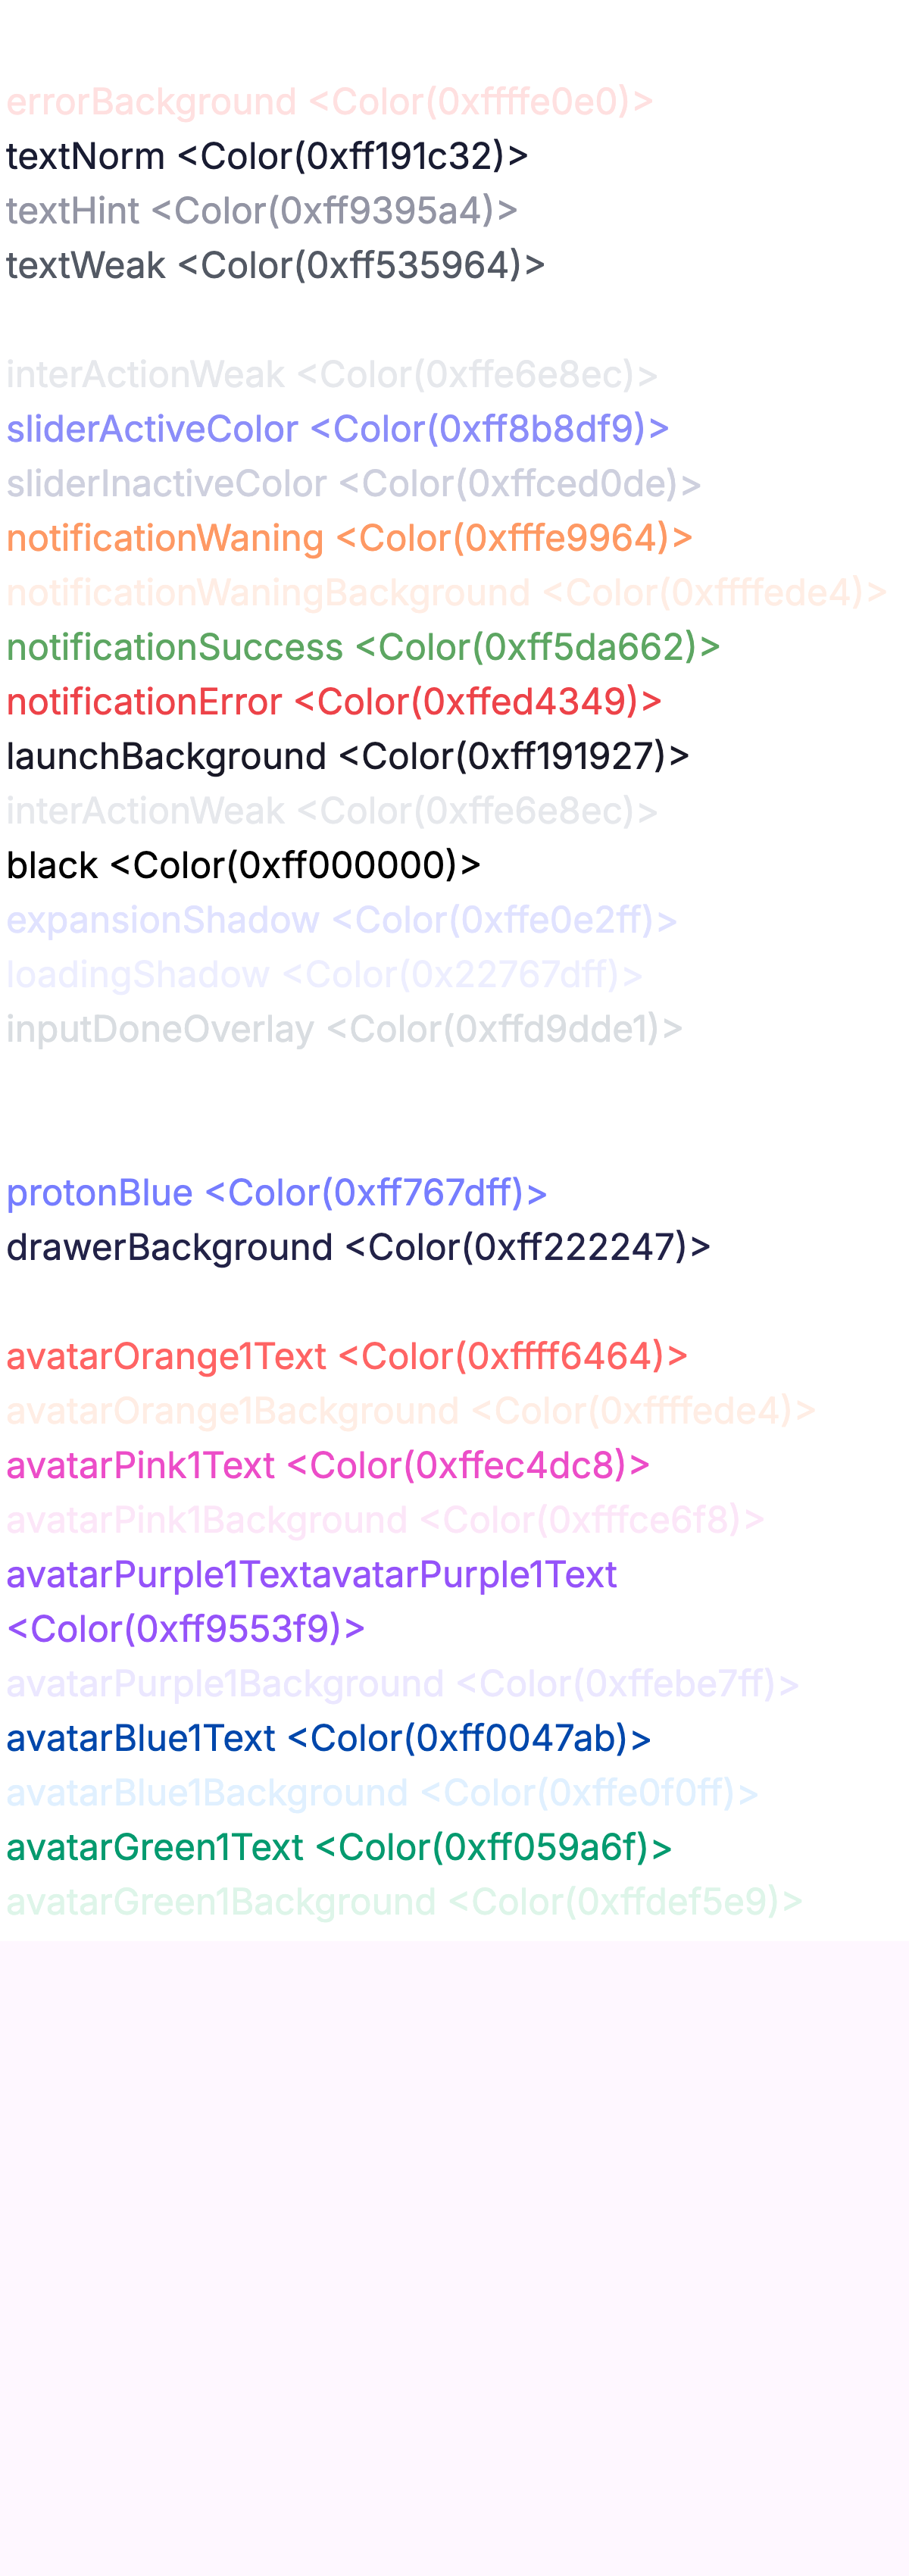 errorBackground <Color(0xffffe0e0)>
textNorm <Color(0xff191c32)>
textHint <Color(0xff9395a4)>
textWeak <Color(0xff535964)>
interActionWeak <Color(0xffe6e8ec)>
sliderActiveColor <Color(0xff8b8df9)>
sliderInactiveColor <Color(0xffced0de)>
notificationWaning <Color(0xfffe9964)>
notificationWaningBackground <Color(0xffffede4)>
notificationSuccess <Color(0xff5da662)>
notificationError <Color(0xffed4349)>
launchBackground <Color(0xff191927)>
interActionWeak <Color(0xffe6e8ec)>
black <Color(0xff000000)>
expansionShadow <Color(0xffe0e2ff)>
loadingShadow <Color(0x22767dff)>
inputDoneOverlay <Color(0xffd9dde1)>
protonBlue <Color(0xff767dff)>
drawerBackground <Color(0xff222247)>
avatarOrange1Text <Color(0xffff6464)>
avatarOrange1Background <Color(0xffffede4)>
avatarPink1Text <Color(0xffec4dc8)>
avatarPink1Background <Color(0xfffce6f8)>
avatarPurple1TextavatarPurple1Text
<Color(0xff9553f9)>
avatarPurple1Background <Color(0xffebe7ff)>
avatarBlue1Text <Color(0xff0047ab)>
avatarBlue1Background <Color(0xffe0f0ff)>
avatarGreen1Text <Color(0xff059a6f)>
avatarGreen1Background <Color(0xffdef5e9)>